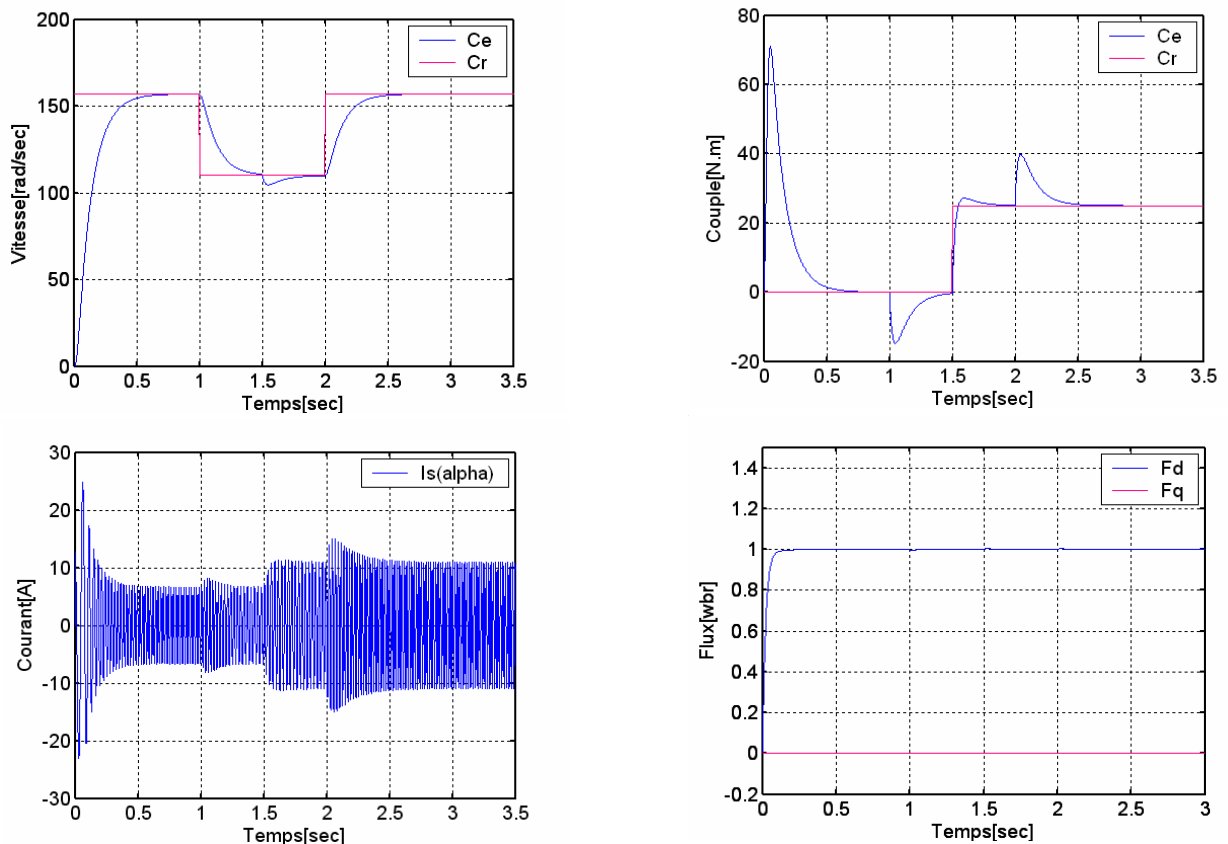 200
150
100
50
0
Vitesse[rad/sec]
Ce
Cr
0 0.5 1 1.5 2 2.5 3 3.5
Temps[sec]
80
60
40
20
0
-20
Couple[N.m]
Ce
Cr
0 0.5 1 1.5 2 2.5 3 3.5
Temps[sec]
30
20
10
0
-10
-20
-30
Courant[A]
Is(alpha)
0 0.5 1 1.5 2 2.5 3 3.5
Temps[sec]
1.4
1.2
1
0.8
0.6
0.4
0.2
0
-0.2
Flux[wbr]
Fd
Fq
0 0.5 1 1.5 2 2.5 3
Temps[sec]